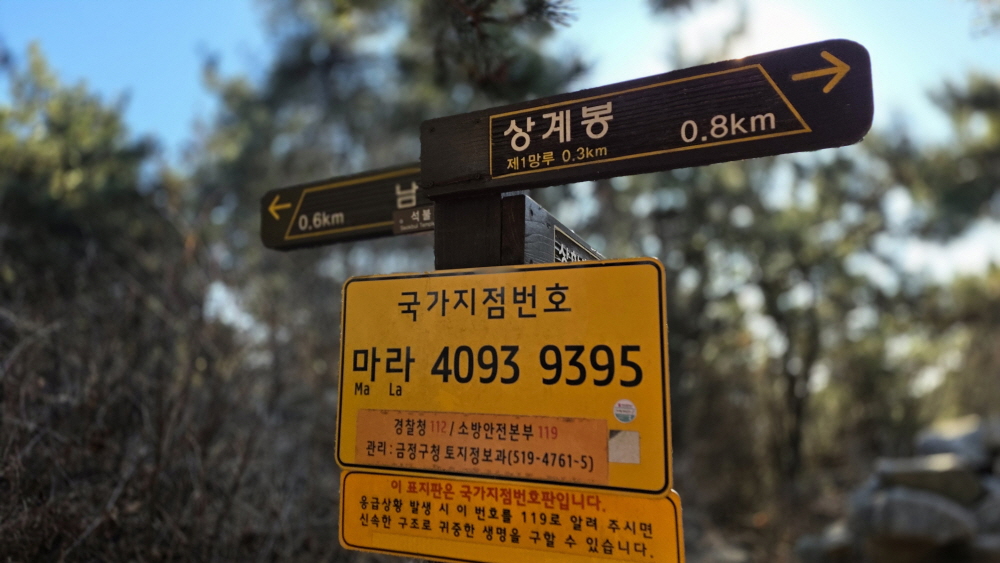 상계봉 0.8km
제1망루 0.3km
0.6km 남
석불
국가지점번호
마라 4093 9395
Ma La
경찰청 112 / 소방안전본부 119
관리 : 금정구청 토지정보과(519-4761~5)
이 표지판은 국가지점번호판입니다.
응급상황 발생 시 이 번호를 119로 알려 주시면
신속한 구조로 귀중한 생명을 구할 수 있습니다.